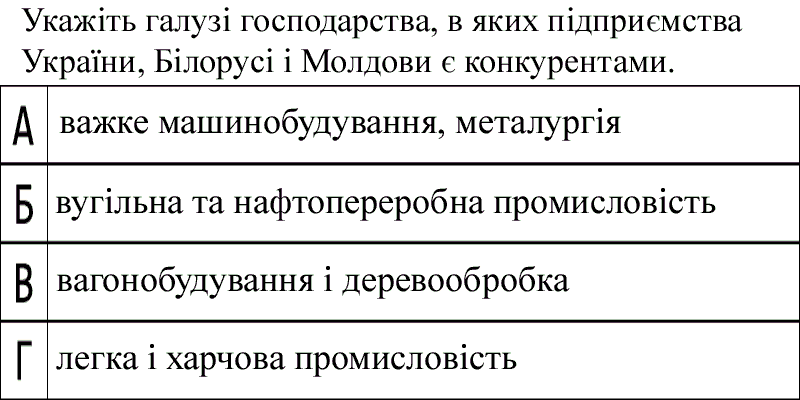 Укажіть галузі господарства, в яких підприємства
України, Білорусі і Молдови є конкурентами.
А важке машинобудування, металургія
Б вугільна та нафтопереробна промисловість
В вагонобудування і деревообробка
Г легка і харчова промисловість